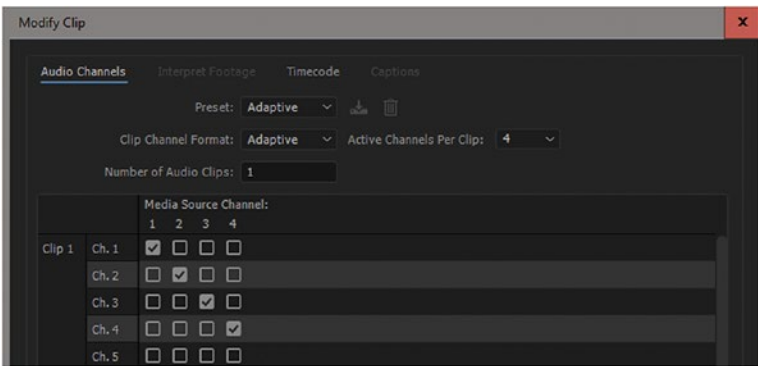 Modify Clip x
Audio Channels Interpret Footage Timecode Captions
Preset: Adaptive
Clip Channel Format: Adaptive Active Channels Per Clip: 4
Number of Audio Clips: 1
Media Source Channel:
1 2 3 4
Clip 1 Ch. 1
Ch. 2
Ch. 3
Ch. 4
Ch. 5